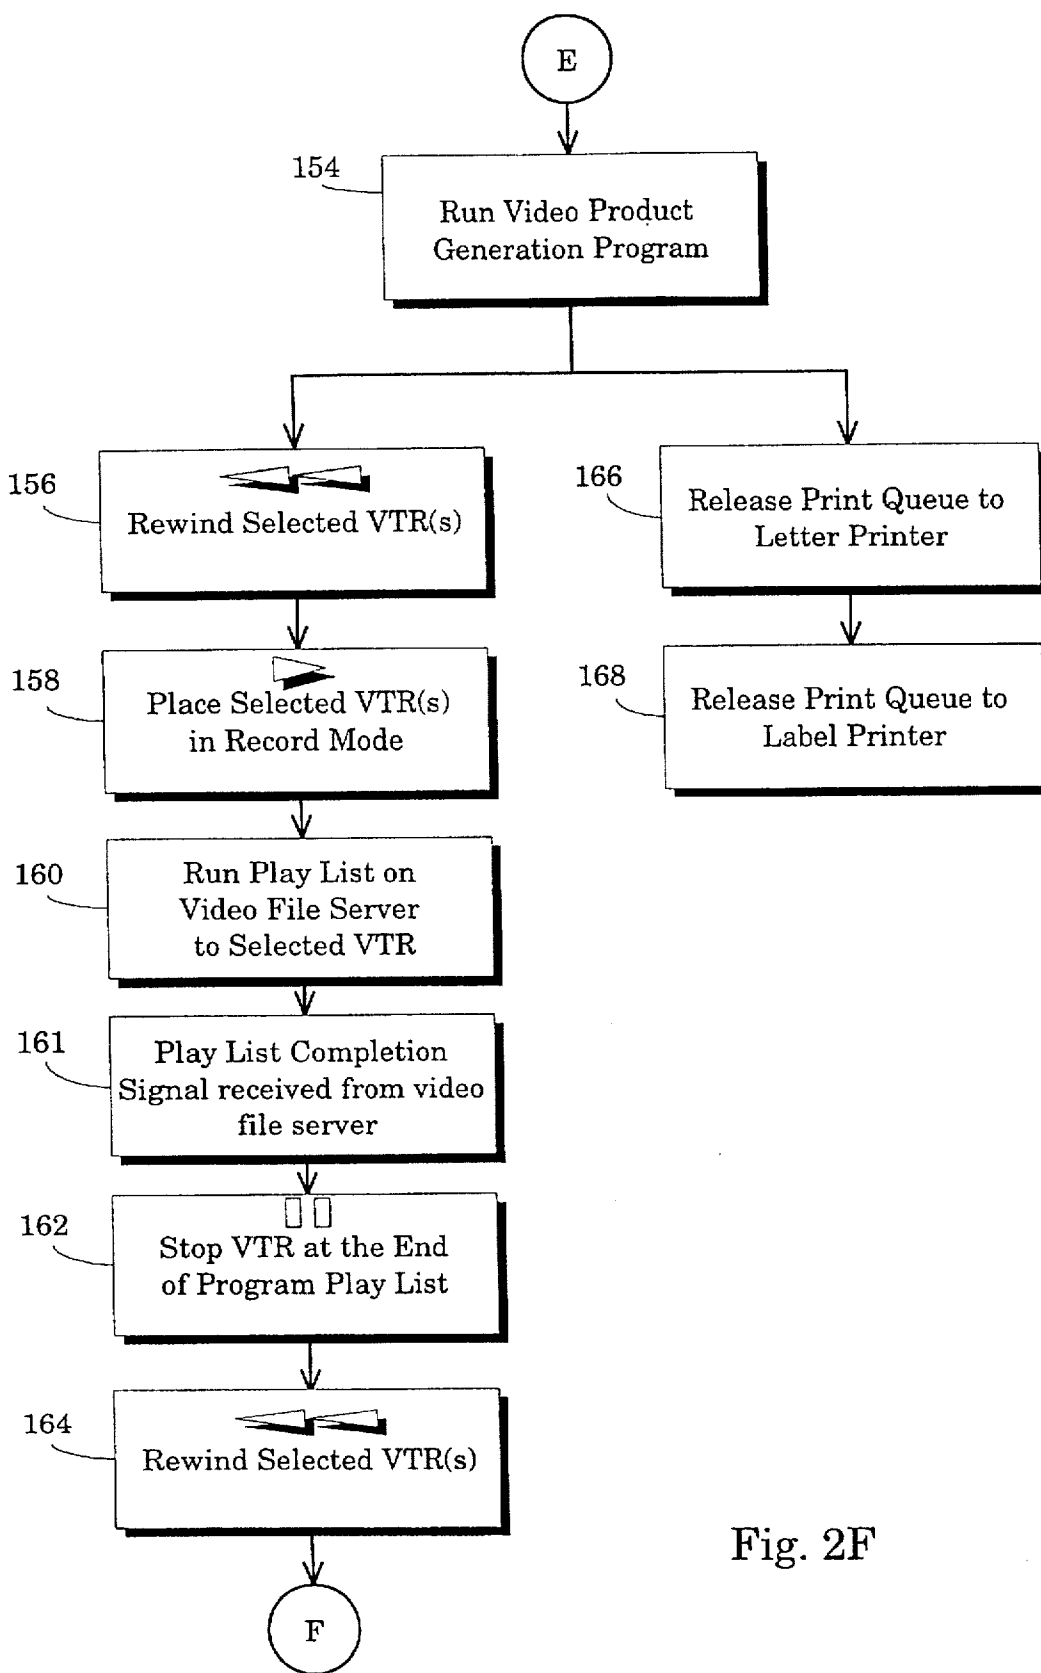 E
154
Run Video Product
Generation Program
156
Rewind Selected VTR(s)
158
Place Selected VTR(s)
in Record Mode
160
Run Play List on
Video File Server
to Selected VTR
161
Play List Completion
Signal received from video
file server
162
Stop VTR at the End
of Program Play List
164
Rewind Selected VTR(s)
F
166
Release Print Queue to
Letter Printer
168
Release Print Queue to
Label Printer
Fig. 2F